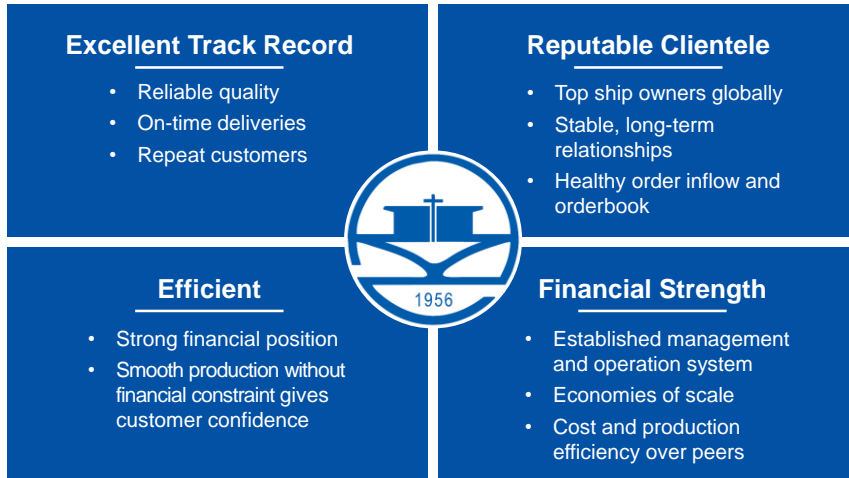 Excellent Track Record
• Reliable quality
• On-time deliveries
• Repeat customers
Reputable Clientele
• Top ship owners globally
• Stable, long-term
relationships
• Healthy order inflow and
orderbook
1956
Efficient
• Strong financial position
• Smooth production without
financial constraint gives
customer confidence
Financial Strength
• Established management
and operation system
• Economies of scale
• Cost and production
efficiency over peers